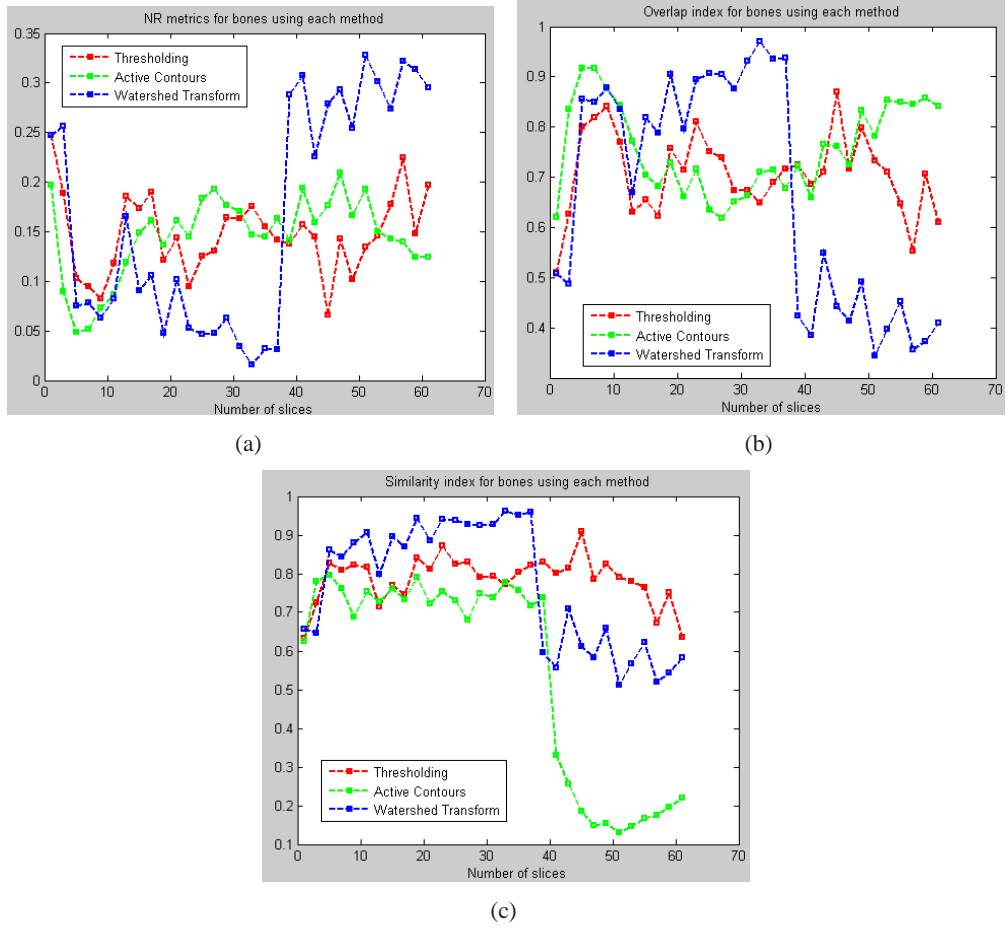 NR metrics for bones using each method
0.35
0.3
0.25
0.2
0.15
0.1
0.05
0
Thresholding
Active Contours
Watershed Transform
0 10 20 30 40 50 60 70
Number of slices
(a)
Overlap index for bones using each method
1
0.9
0.8
0.7
0.6
0.5
0.4
Thresholding
Active Contours
Watershed Transform
0 10 20 30 40 50 60 70
Number of slices
(b)
Similarity index for bones using each method
1
0.9
0.8
0.7
0.6
0.5
0.4
0.3
0.2
0.1
Thresholding
Active Contours
Watershed Transform
0 10 20 30 40 50 60 70
Number of slices
(c)